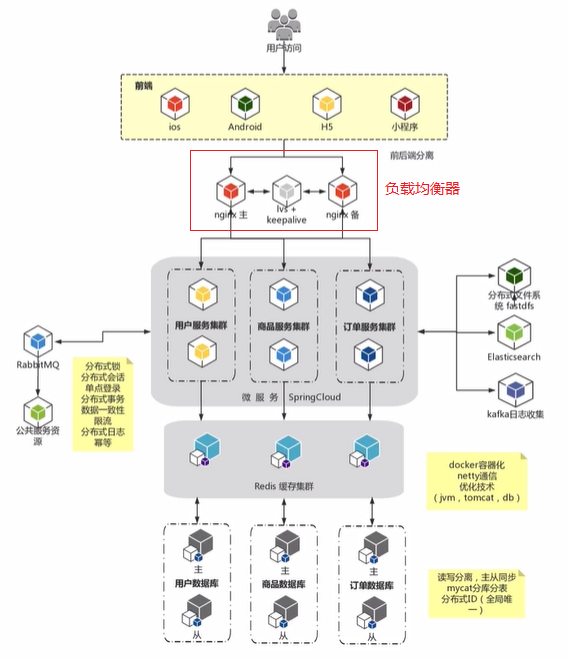 用户访问
前端
ios
Android
H5
小程序
前后端分离
负载均衡器
nginx 主
lvs +
keepalive
nginx 备
用户服务集群
商品服务集群
订单服务集群
微 服 务 SpringCloud
分布式文件系
统 fastdfs
Elasticsearch
kafka日志收集
RabbitMQ
公共服务资
源
分布式锁
分布式会话
单点登录
分布式事务
数据一致性
限流
分布式日志
幂等
Redis 缓存集群
docker容器化
netty通信
优化技术
（jvm，tomcat，db）
主
用户数据库
从
主
商品数据库
从
主
订单数据库
从
读写分离，主从同步
mycat分库分表
分布式ID（全局唯
一）